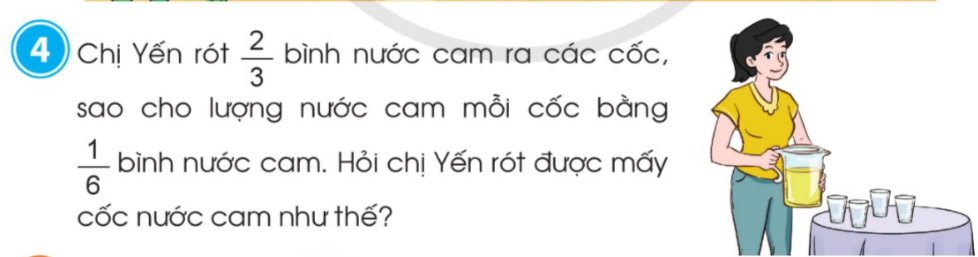 4 Chị Yến rót 2/3 bình nước cam ra các cốc,
sao cho lượng nước cam mỗi cốc bằng
1/6 bình nước cam. Hỏi chị Yến rót được mấy
cốc nước cam như thế?